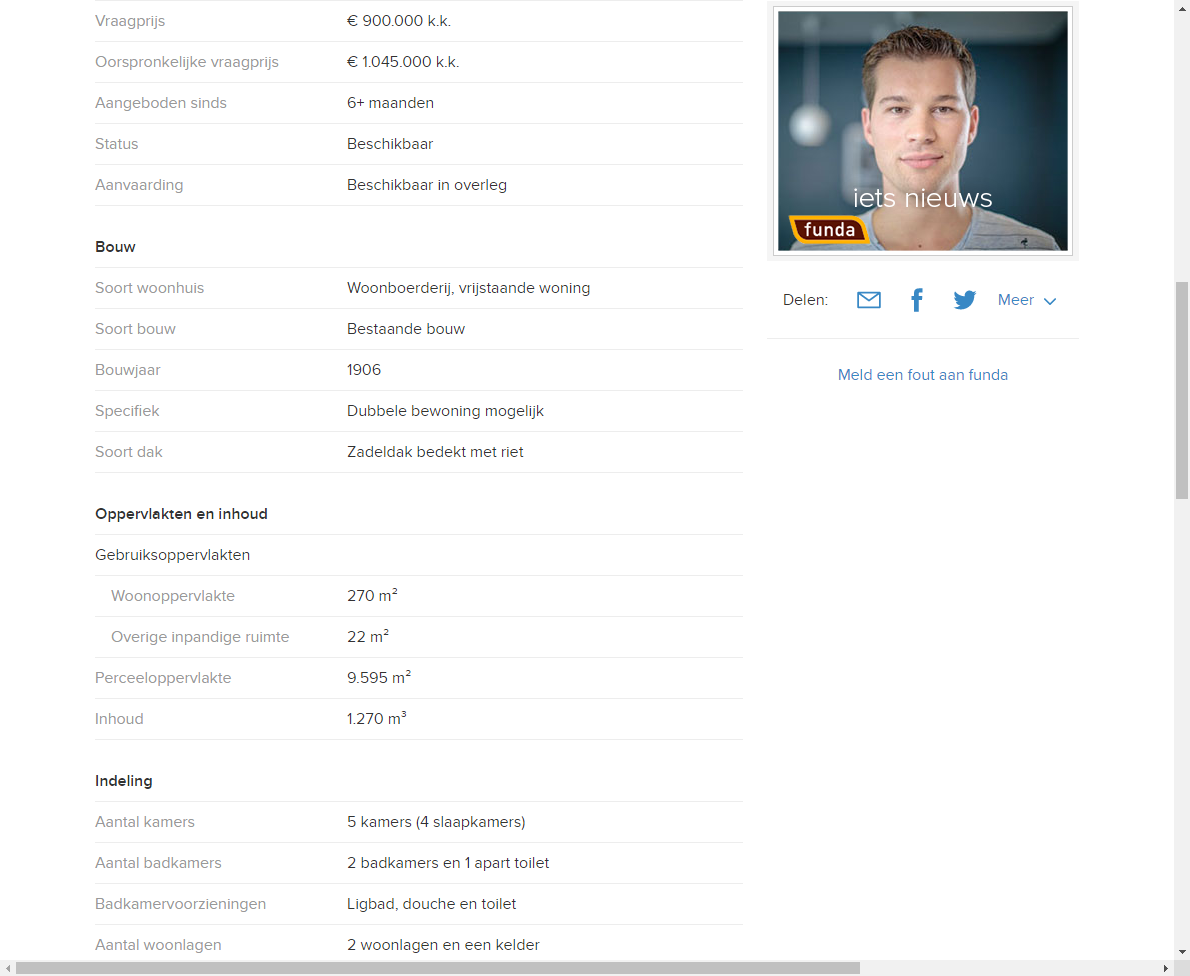 Vraagprijs € 900.000 k.k.
Oorspronkelijke vraagprijs € 1.045.000 k.k.
Aangeboden sinds 6+ maanden
Status Beschikbaar
Aanvaarding Beschikbaar in overleg
Bouw
Soort woonhuis Woonboerderij, vrijstaande woning
Soort bouw Bestaande bouw
Bouwjaar 1906
Specifiek Dubbele bewoning mogelijk
Soort dak Zadeldak bedekt met riet
Oppervlakten en inhoud
Gebruiksoppervlakten
Woonoppervlakte 270 m²
Overige inpandige ruimte 22 m²
Perceeloppervlakte 9.595 m²
Inhoud 1.270 m³
Indeling
Aantal kamers 5 kamers (4 slaapkamers)
Aantal badkamers 2 badkamers en 1 apart toilet
Badkamervoorzieningen Ligbad, douche en toilet
Aantal woonlagen 2 woonlagen en een kelder
iets nieuws
funda
Delen: Meer
Meld een fout aan funda